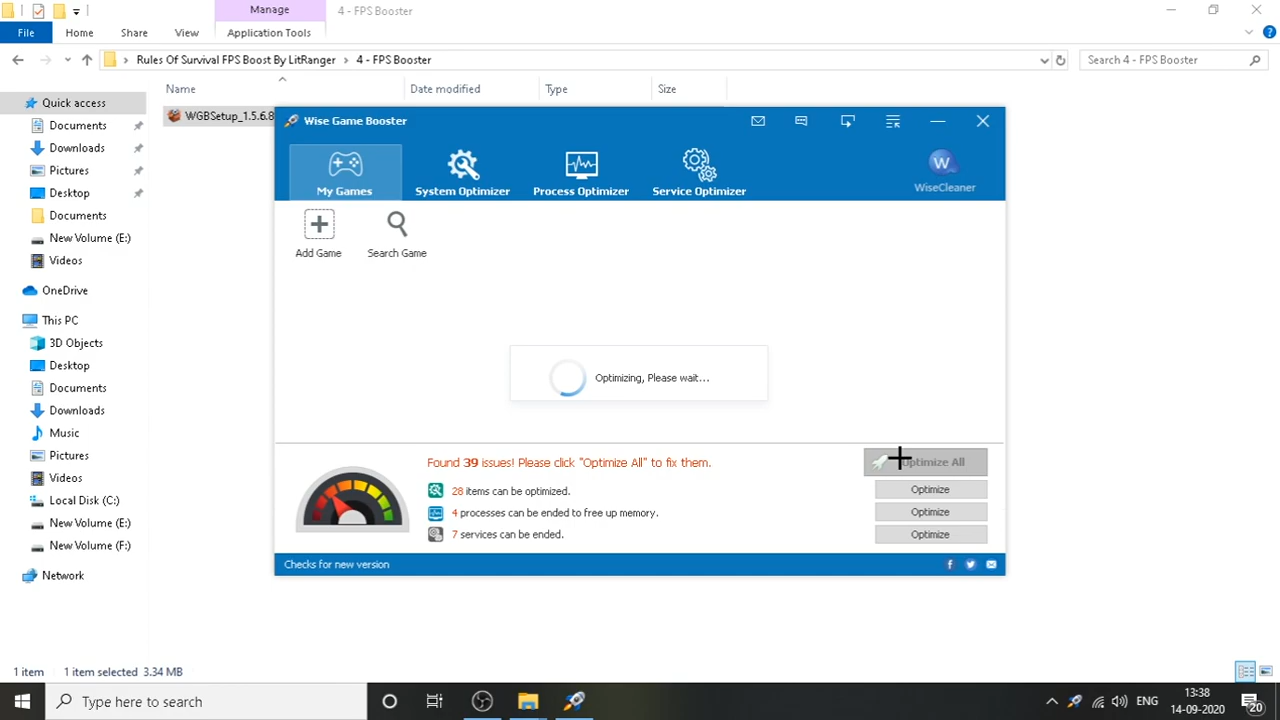 Manage
4 - FPS Booster
File
Home
Share
View
Application Tools
Rules Of Survival FPS Boost By LitRanger
4 - FPS Booster
Search 4 - FPS Booster
Quick access
Documents
Downloads
Pictures
Desktop
Documents
New Volume (E:)
Videos
OneDrive
This PC
3D Objects
Desktop
Documents
Downloads
Music
Pictures
Videos
Local Disk (C:)
New Volume (E:)
New Volume (F:)
Network
Name
Date modified
Type
Size
WGBSetup_1.5.6.8
Wise Game Booster
My Games
System Optimizer
Process Optimizer
Service Optimizer
W
WiseCleaner
Add Game
Search Game
Optimizing, Please wait...
Found 39 issues! Please click "Optimize All" to fix them.
Optimize All
28 items can be optimized.
Optimize
4 processes can be ended to free up memory.
Optimize
7 services can be ended.
Optimize
Checks for new version
1 item
1 item selected 3.34 MB
Type here to search
ENG
13:38
14-09-2020
20